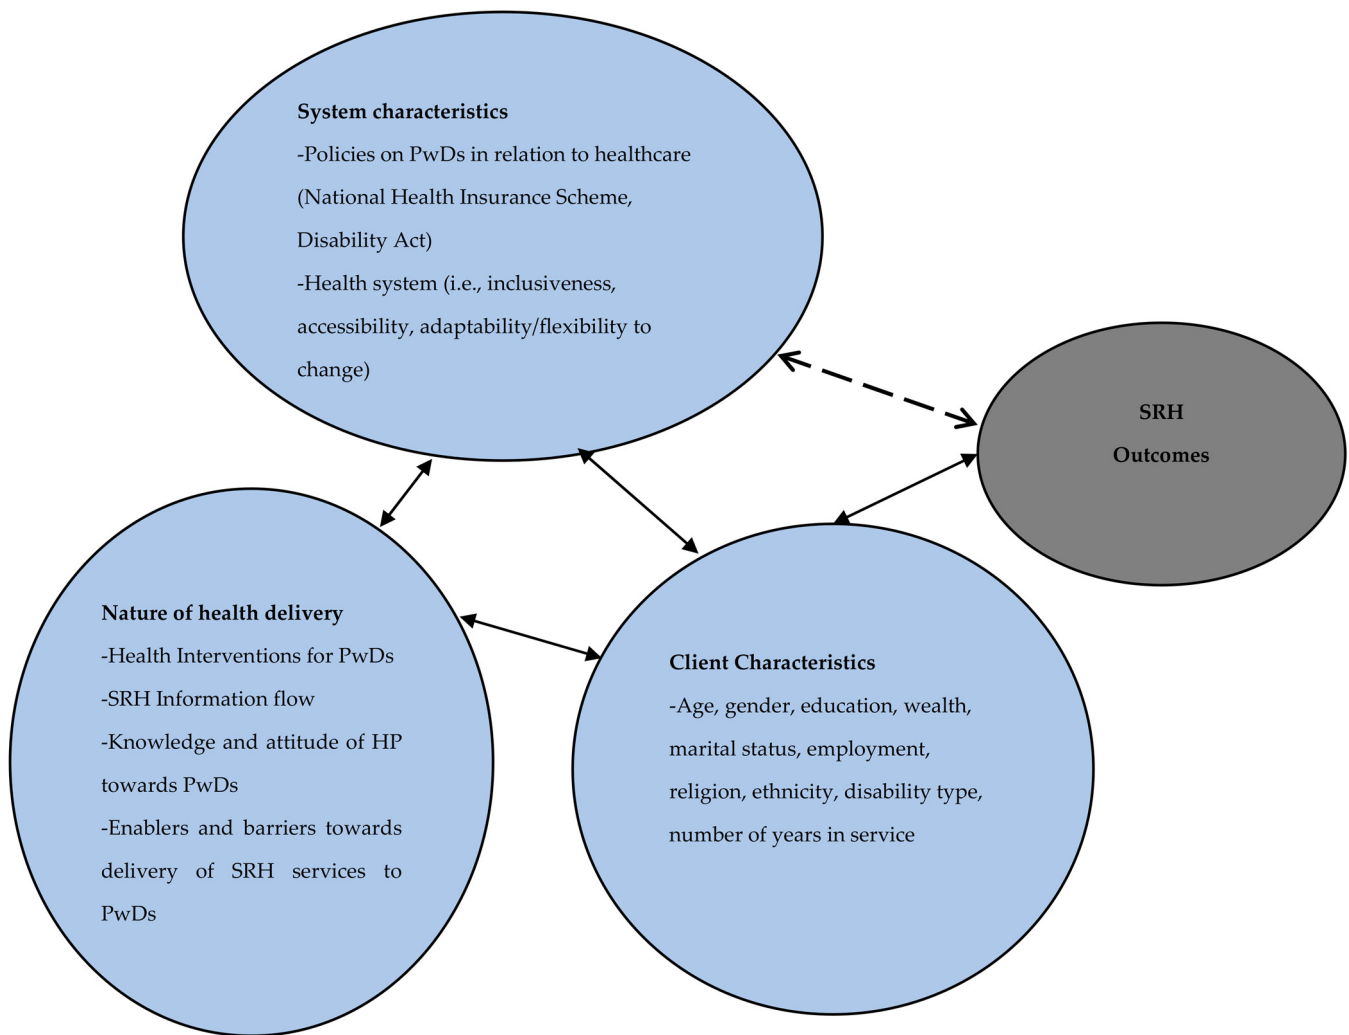 System characteristics
-Policies on PwDs in relation to healthcare
(National Health Insurance Scheme,
Disability Act)
-Health system (i.e., inclusiveness,
accessibility, adaptability/flexibility to
change)
SRH
Outcomes
Nature of health delivery
-Health Interventions for PwDs
-SRH Information flow
-Knowledge and attitude of HP
towards PwDs
-Enablers and barriers towards
delivery of SRH services to
PwDs
Client Characteristics
-Age, gender, education, wealth,
marital status, employment,
religion, ethnicity, disability type,
number of years in service